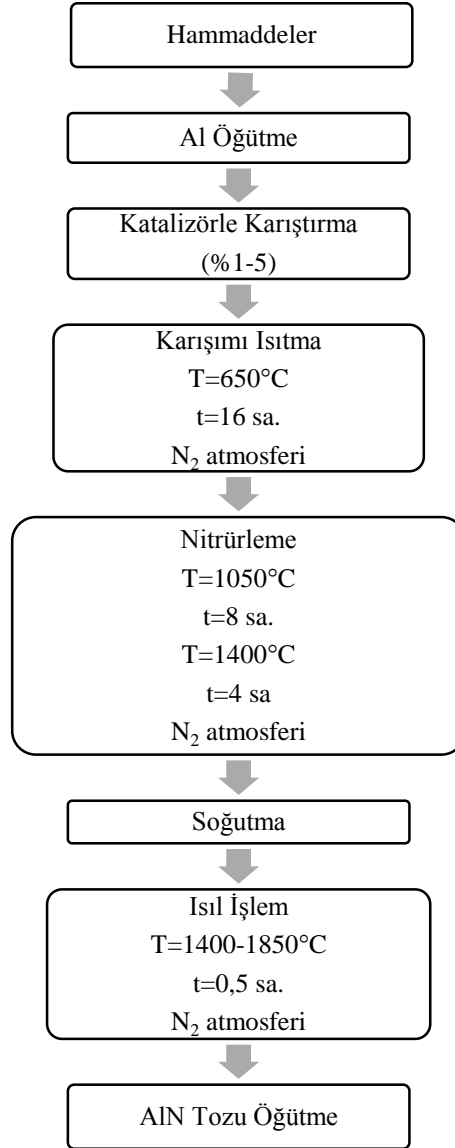 Hammaddeler
Al Öğütme
Katalizörle Karıştırma
(%1-5)
Karışımı Isıtma
T=650°C
t=16 sa.
N₂ atmosferi
Nitrürleme
T=1050°C
t=8 sa.
T=1400°C
t=4 sa
N₂ atmosferi
Soğutma
Isıl İşlem
T=1400-1850°C
t=0,5 sa.
N₂ atmosferi
AlN Tozu Öğütme